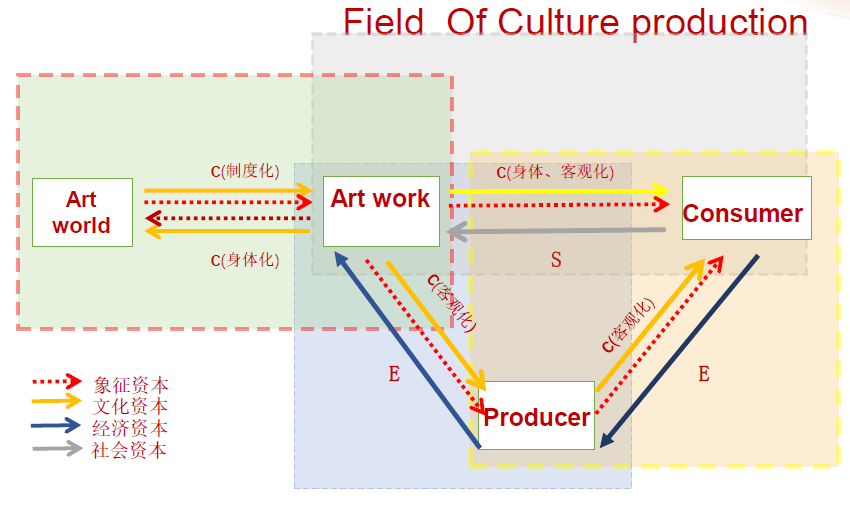 Field Of Culture production
C(制度化)
C(身体、客观化)
Art
world
Art work
Consumer
C(身体化)
S
C(客观化)
C(客观化)
E
E
象征资本
文化资本
经济资本
社会资本
Producer